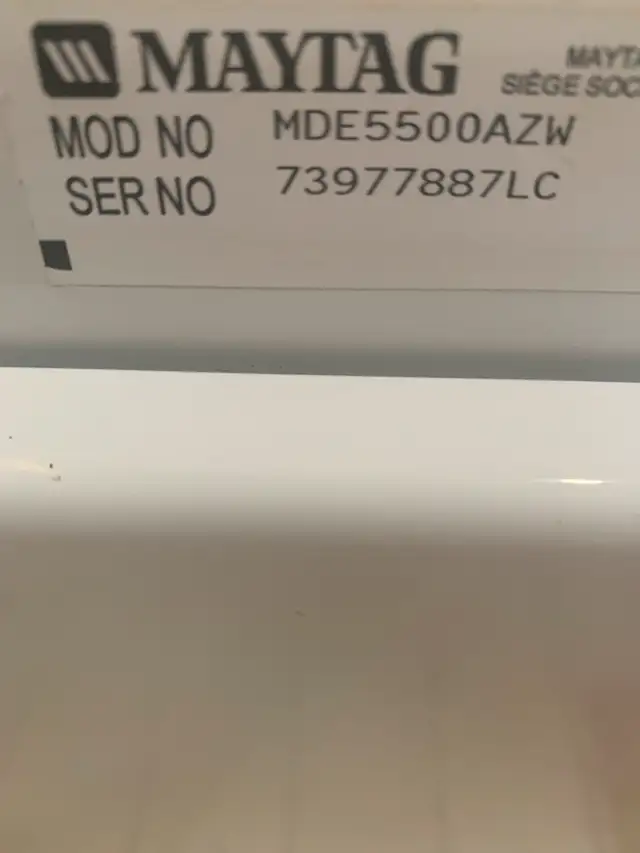 MAYTAG
MAYTA
SIÈGE SOC
MOD NO MDE5500AZW
SER NO 73977887LC